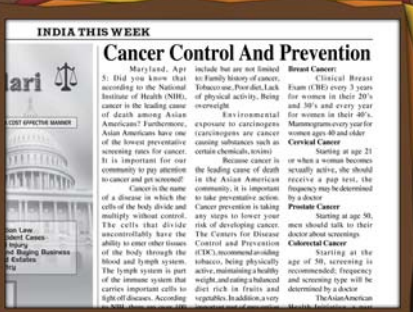 INDIA THIS WEEK
Cancer Control And Prevention
lari
COST EFFECTIVE MANNER
ion Law
ident Cases
Injury
nd Buying Business
d Estates
Maryland, Apr
5: Did you know that
according to the National
Institute of Health (NIH),
cancer is the leading cause
of death among Asian
Americans? Furthermore,
Asian Americans have one
of the lowest preventative
screening rates for cancer.
It is important for our
community to pay attention
to cancer and get screened!
Cancer is the name
of a disease in which the
cells of the body divide and
multiply without control.
The cells that divide
uncontrollably have the
ability to enter other tissues
of the body through the
blood and lymph system.
The lymph system is part
of the immune system that
carries important cells to
fight off diseases. According
include but are not limited
to: Family history of cancer,
Tobacco use, Poor diet, Lack
of physical activity, Being
overweight
Environmental
exposure to carcinogens
(carcinogens are cancer
causing substances such as
certain chemicals, toxins)
Because cancer is
the leading cause of death
in the Asian American
community, it is important
to take preventative action.
Cancer prevention is taking
any steps to lower your
risk of developing cancer.
The Centers for Disease
Control and Prevention
(CDC), recommend avoiding
tobacco, being physically
active, maintaining a healthy
weight, and eating a balanced
diet rich in fruits and
vegetables. In addition, a very
Breast Cancer:
Clinical Breast
Exam (CBE) every 3 years
for women in their 20's
and 30's and every year
for women in their 40's.
Mammograms every year for
women ages 40 and older
Cervical Cancer
Starting at age 21
or when a woman becomes
sexually active, she should
receive a pap test, the
frequency may be determined
by a doctor
Prostate Cancer
Starting at age 50,
men should talk to their
doctor about screenings
Colorectal Cancer
Starting at the
age of 50, screening is
recommended; frequency
and screening type will be
determined by a doctor
The Asian American